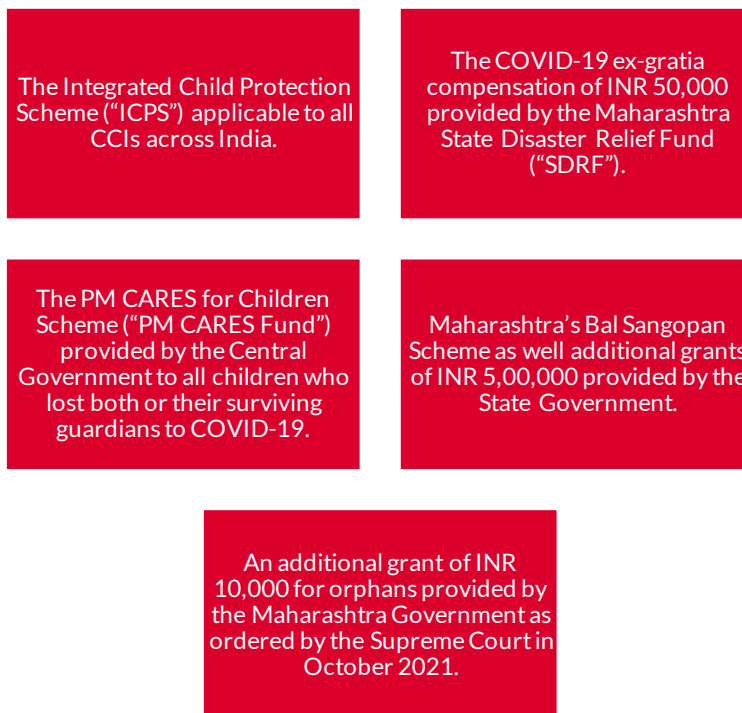 The Integrated Child Protection
Scheme (“ICPS”) applicable to all
CCIs across India.
The COVID-19 ex-gratia
compensation of INR 50,000
provided by the Maharashtra
State Disaster Relief Fund
(“SDRF”).
The PM CARES for Children
Scheme (“PM CARES Fund”)
provided by the Central
Government to all children who
lost both or their surviving
guardians to COVID-19.
Maharashtra’s Bal Sangopan
Scheme as well additional grants
of INR 5,00,000 provided by the
State Government.
An additional grant of INR
10,000 for orphans provided by
the Maharashtra Government as
ordered by the Supreme Court in
October 2021.